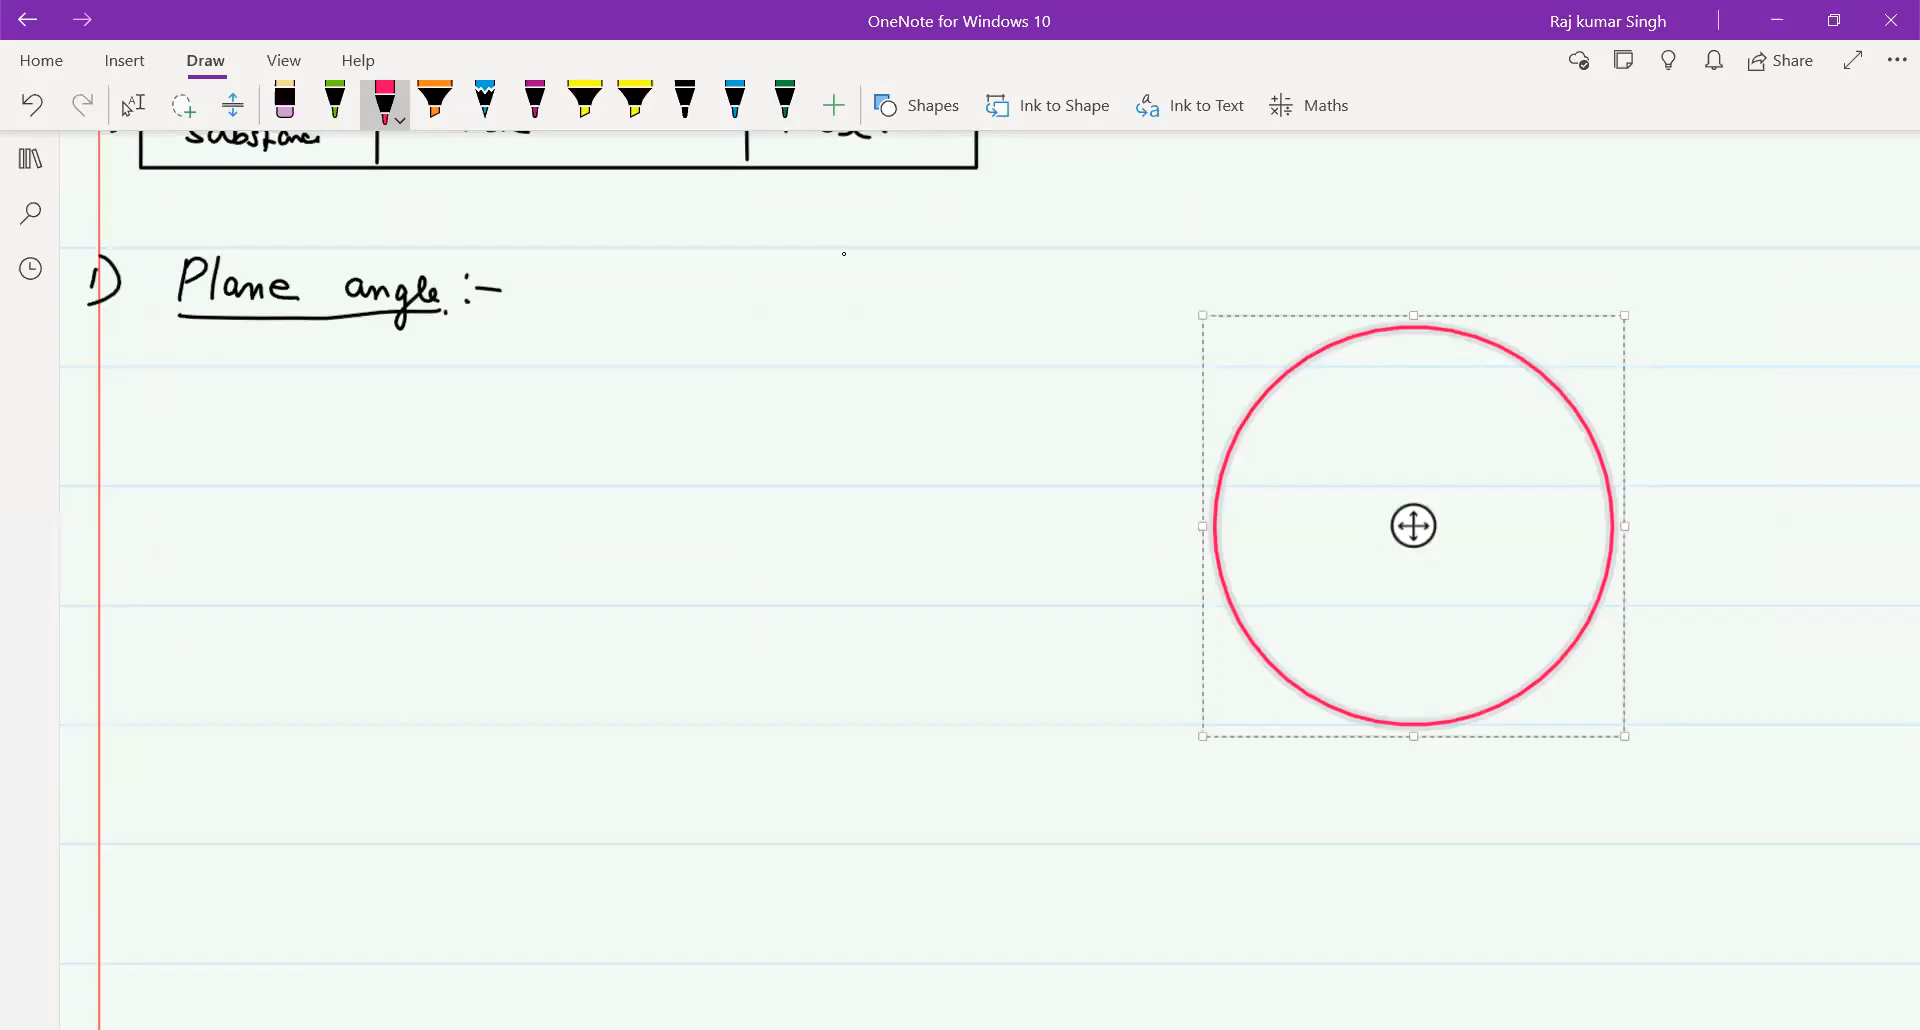 OneNote for Windows 10
Raj kumar Singh
Home Insert Draw View Help
Share
Shapes Ink to Shape Ink to Text Maths
substance
1) Plane angle :-